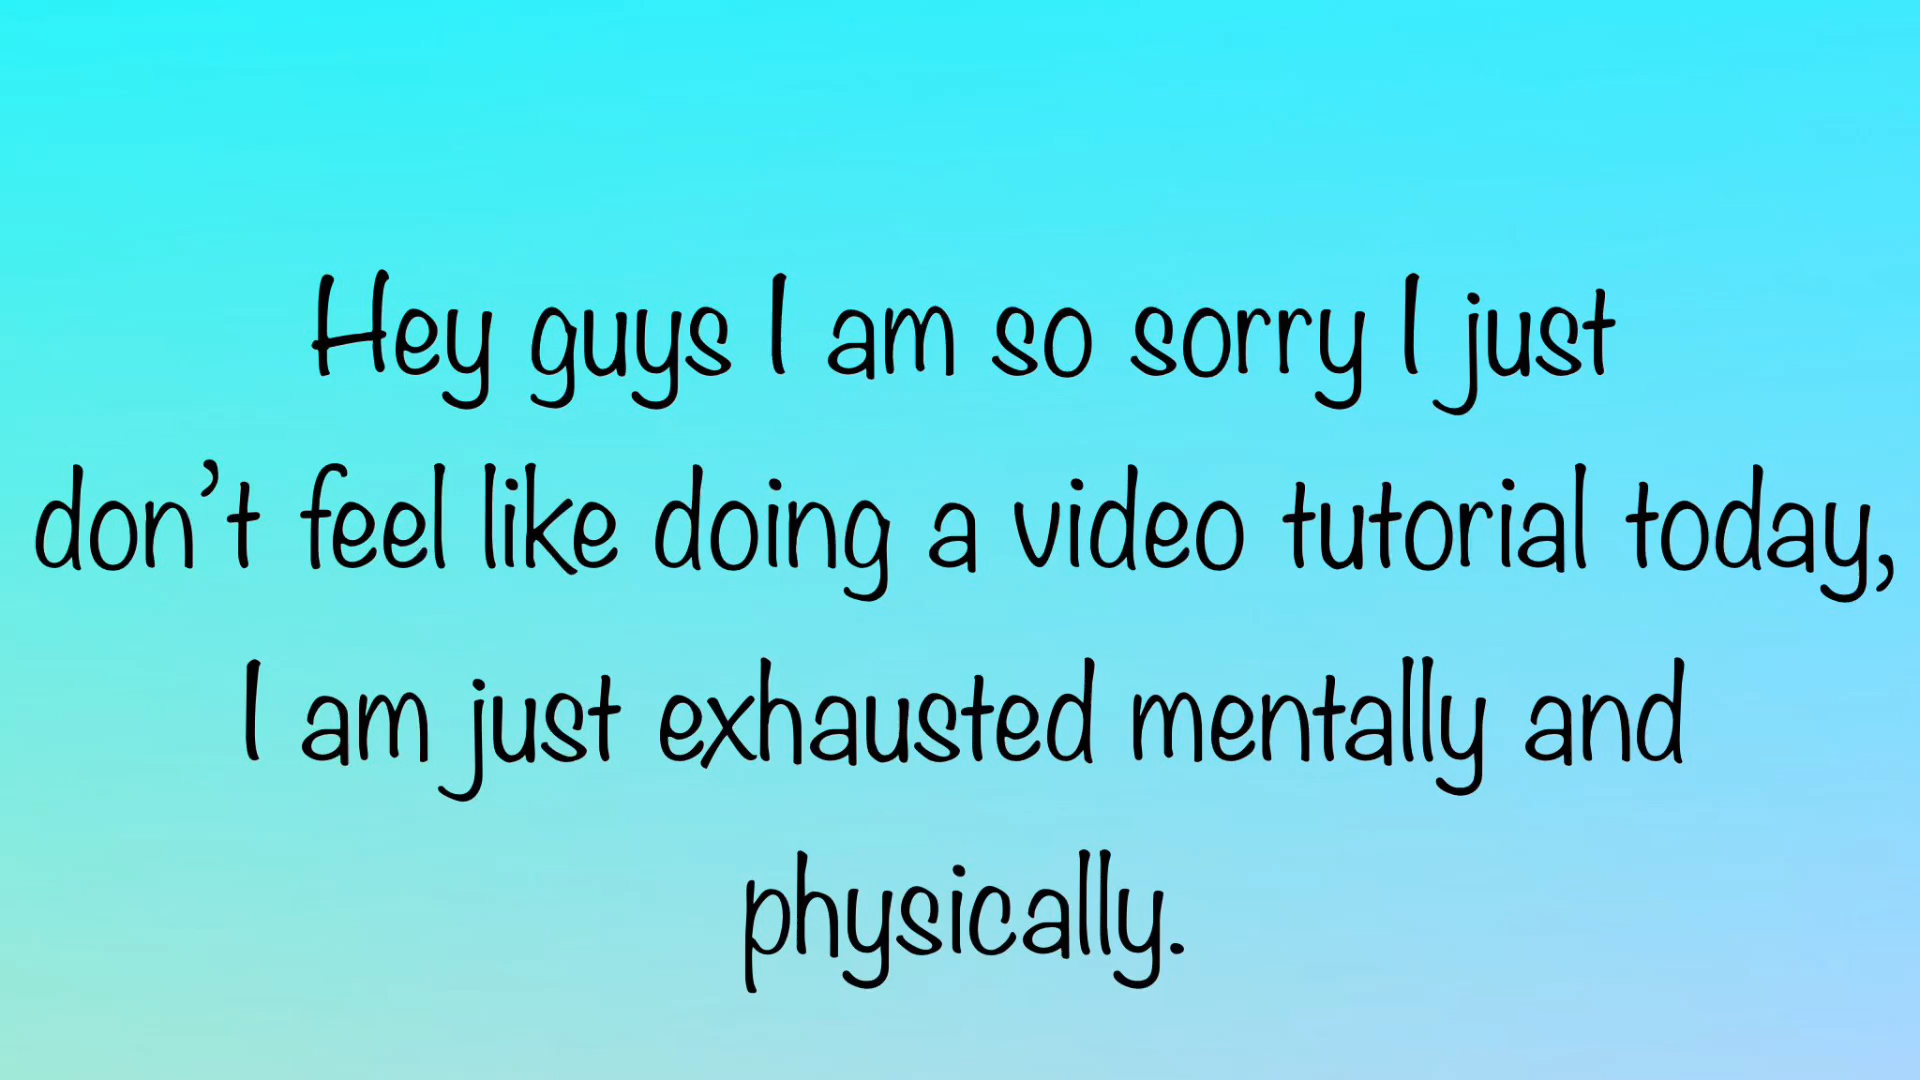 Hey guys I am so sorry I just
don’t feel like doing a video tutorial today,
I am just exhausted mentally and
physically.